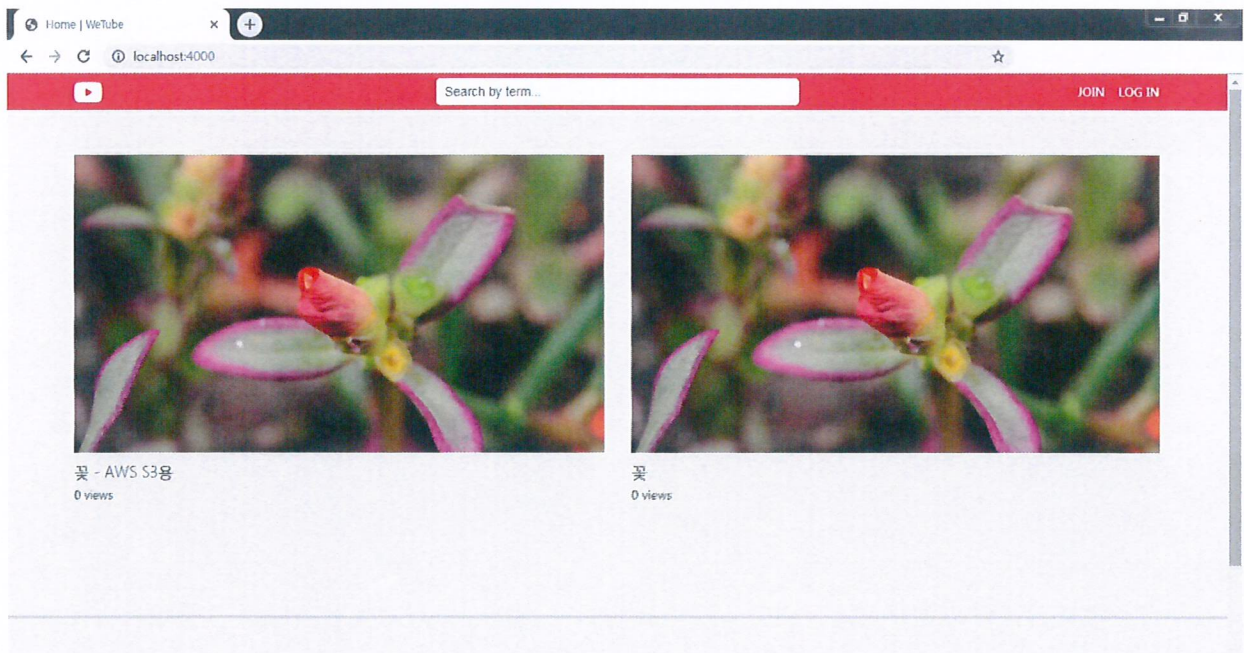 Home | WeTube
localhost:4000
Search by term...
JOIN LOG IN
꽃 - AWS S3용
0 views
꽃
0 views